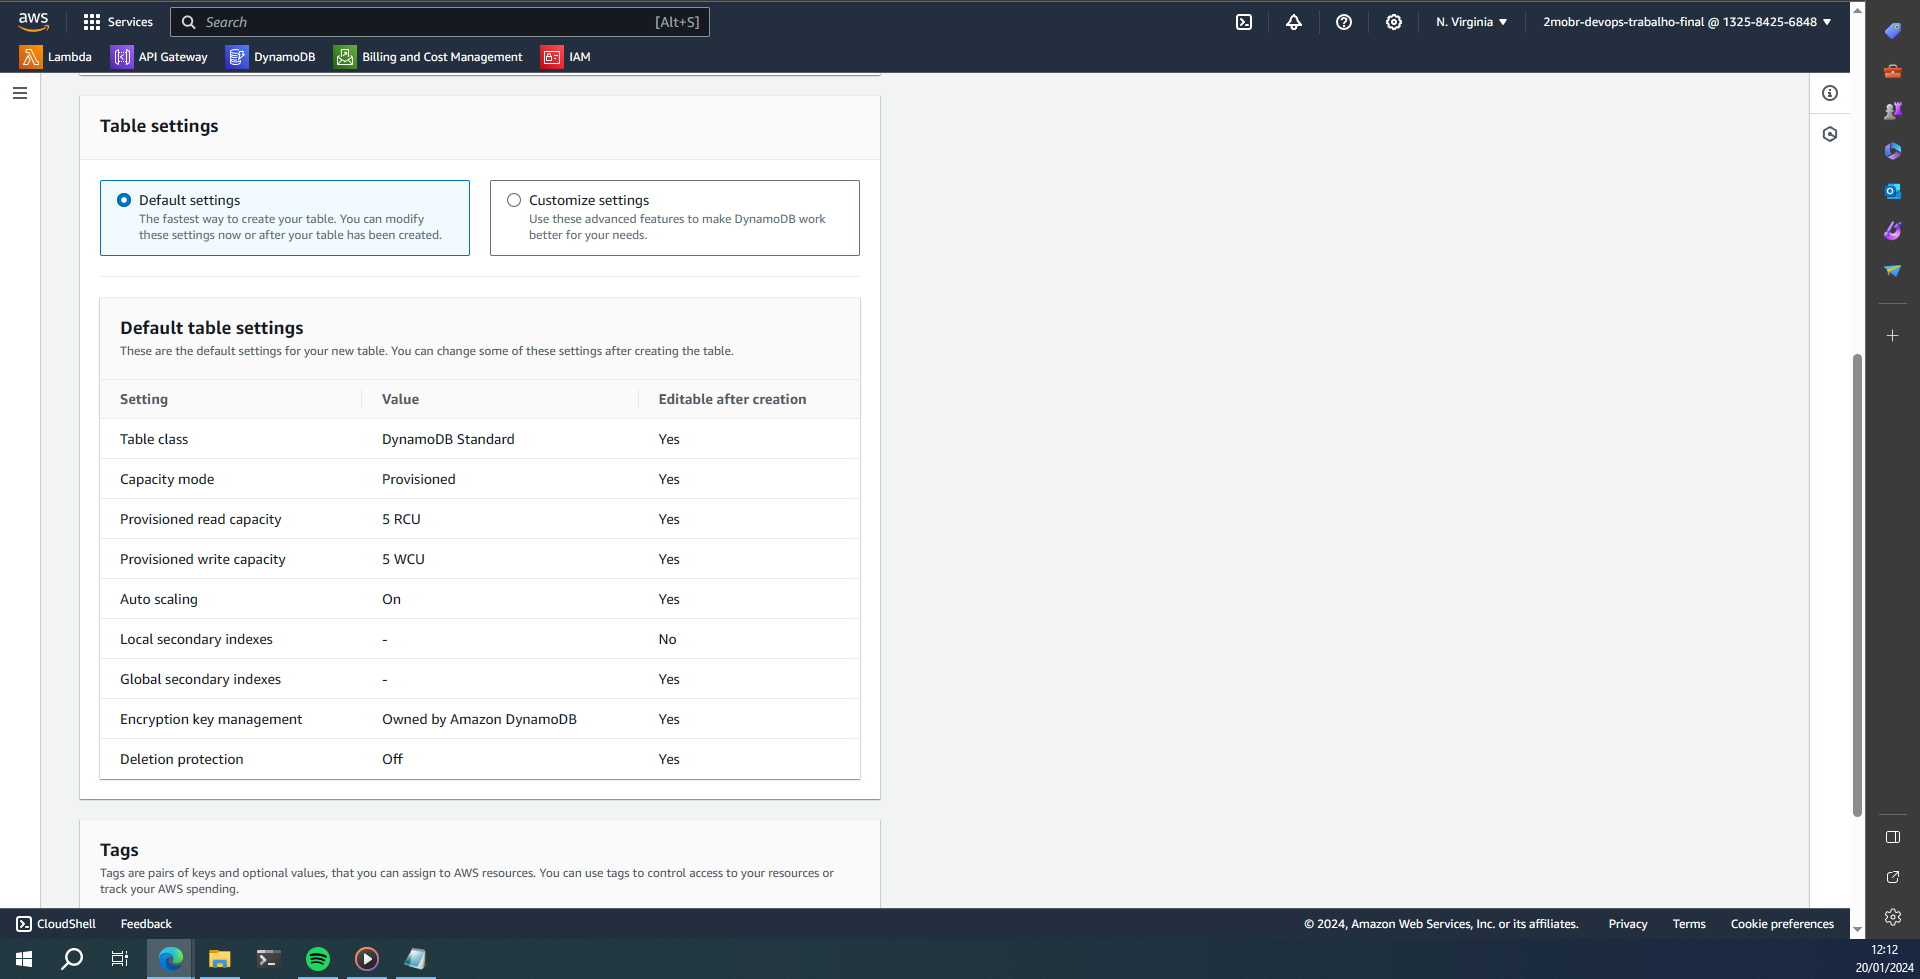 aws
Services
Search
[Alt+S]
N. Virginia
2mobr-devops-trabalho-final @ 1325-8425-6848
Lambda
API Gateway
DynamoDB
Billing and Cost Management
IAM
Table settings
Default settings
The fastest way to create your table. You can modify
these settings now or after your table has been created.
Customize settings
Use these advanced features to make DynamoDB work
better for your needs.
Default table settings
These are the default settings for your new table. You can change some of these settings after creating the table.
Setting Value Editable after creation
Table class DynamoDB Standard Yes
Capacity mode Provisioned Yes
Provisioned read capacity 5 RCU Yes
Provisioned write capacity 5 WCU Yes
Auto scaling On Yes
Local secondary indexes - No
Global secondary indexes - Yes
Encryption key management Owned by Amazon DynamoDB Yes
Deletion protection Off Yes
Tags
Tags are pairs of keys and optional values, that you can assign to AWS resources. You can use tags to control access to your resources or
track your AWS spending.
CloudShell
Feedback
© 2024, Amazon Web Services, Inc. or its affiliates.
Privacy
Terms
Cookie preferences
12:12
20/01/2024